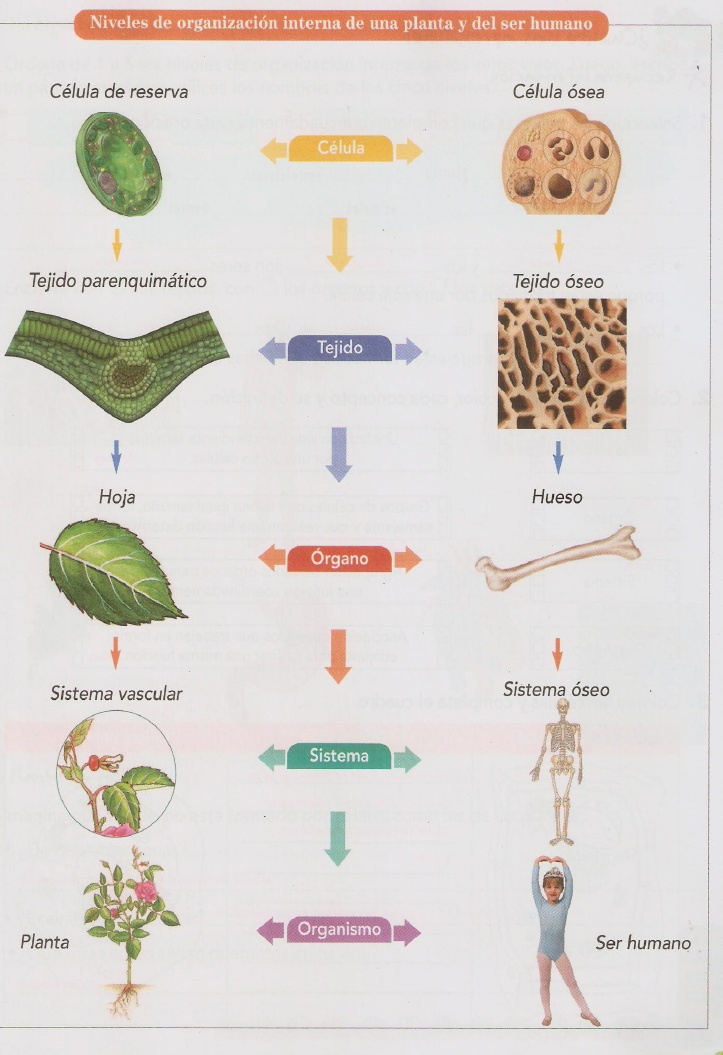 Niveles de organización interna de una planta y del ser humano
Célula de reserva
Célula ósea
Célula
Tejido parenquimático
Tejido óseo
Tejido
Hoja
Hueso
Órgano
Sistema vascular
Sistema óseo
Sistema
Planta
Organismo
Ser humano